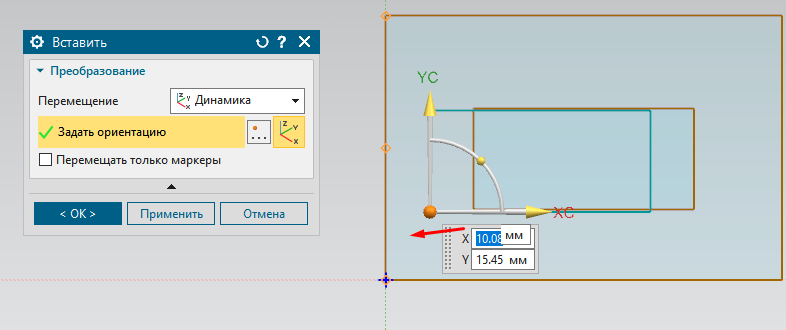 Вставить
Преобразование
Перемещение
Динамика
Задать ориентацию
Перемещать только маркеры
< OK >
Применить
Отмена
YC
XC
X 10.08 мм
Y 15.45 мм